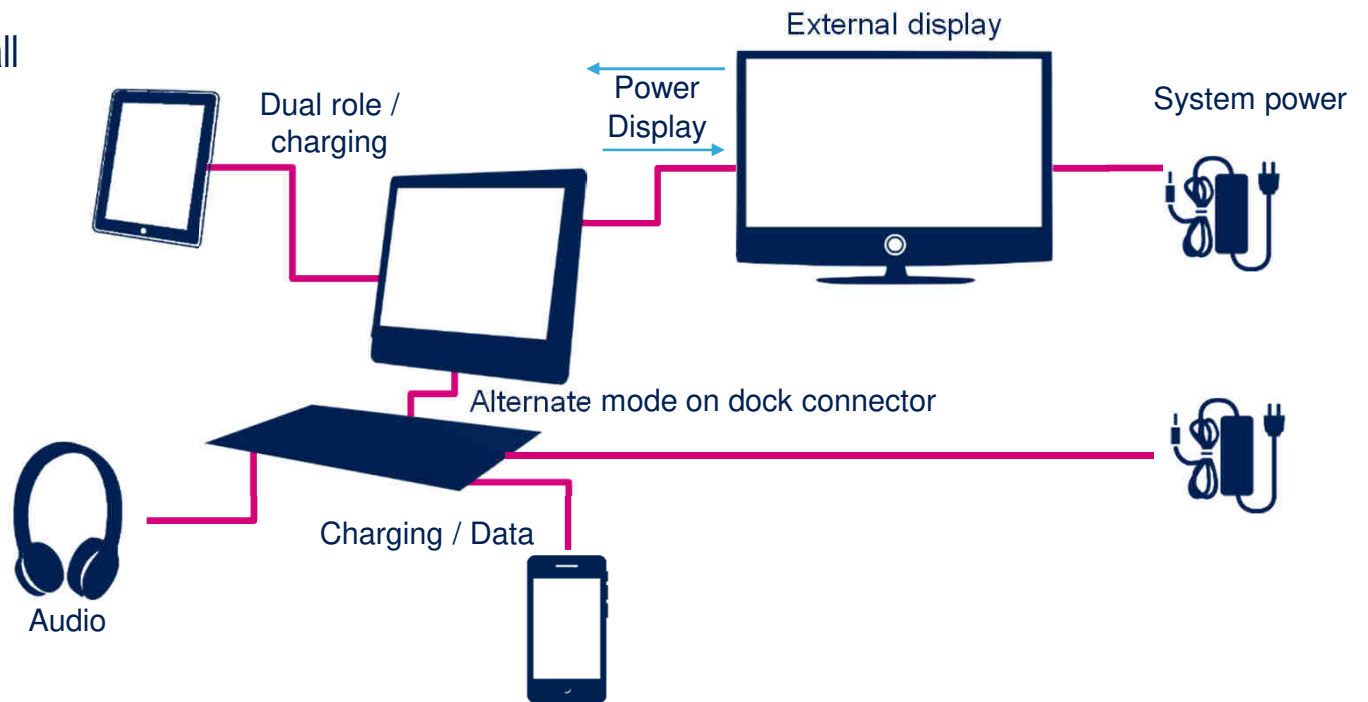 External display
Dual role /
charging
Power
Display
System power
Alternate mode on dock connector
Charging / Data
Audio